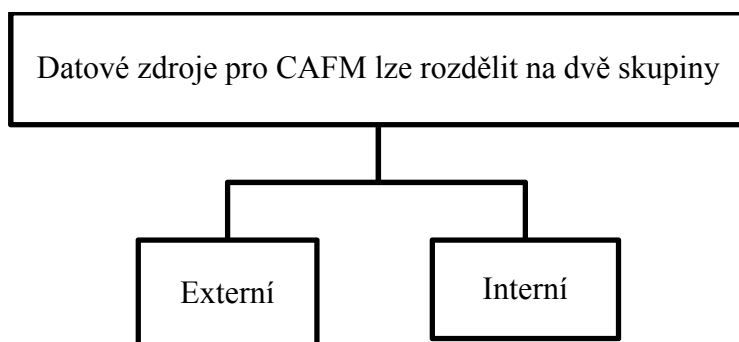 Datové zdroje pro CAFM lze rozdělit na dvě skupiny
Externí
Interní